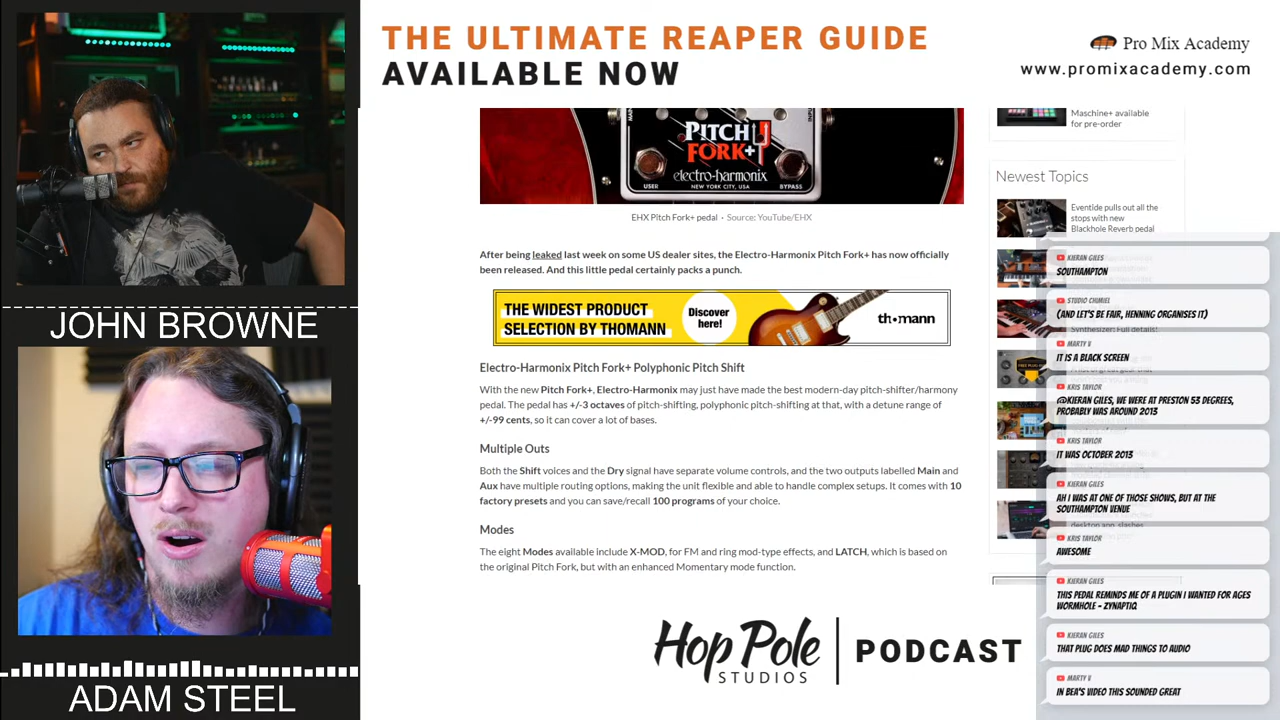 THE ULTIMATE REAPER GUIDE
AVAILABLE NOW
Pro Mix Academy
www.promixacademy.com
JOHN BROWNE
ADAM STEEL
PITCH
FORK+
electro-harmonix
NEW YORK CITY, USA
USER
BYPASS
EHX Pitch Fork+ pedal • Source: YouTube/EHX
After being leaked last week on some US dealer sites, the Electro-Harmonix Pitch Fork+ has now officially
been released. And this little pedal certainly packs a punch.
THE WIDEST PRODUCT
SELECTION BY THOMANN
Discover
here!
th•mann
Electro-Harmonix Pitch Fork+ Polyphonic Pitch Shift
With the new Pitch Fork+, Electro-Harmonix may just have made the best modern-day pitch-shifter/harmony
pedal. The pedal has +/-3 octaves of pitch-shifting, polyphonic pitch-shifting at that, with a detune range of
+/-99 cents, so it can cover a lot of bases.
Multiple Outs
Both the Shift voices and the Dry signal have separate volume controls, and the two outputs labelled Main and
Aux have multiple routing options, making the unit flexible and able to handle complex setups. It comes with 10
factory presets and you can save/recall 100 programs of your choice.
Modes
The eight Modes available include X-MOD, for FM and ring mod-type effects, and LATCH, which is based on
the original Pitch Fork, but with an enhanced Momentary mode function.
Maschine+ available
for pre-order
Newest Topics
Eventide pulls out all the
stops with new
Blackhole Reverb pedal
KIERAN GILES
SOUTHAMPTON
STUDIO CHMIEL
(AND LET'S BE FAIR, HENNING ORGANISES IT)
MARTY V
IT IS A BLACK SCREEN
KRIS TAYLOR
@KIERAN GILES, WE WERE AT PRESTON 53 DEGREES,
PROBABLY WAS AROUND 2013
KRIS TAYLOR
IT WAS OCTOBER 2013
KIERAN GILES
AH I WAS AT ONE OF THOSE SHOWS, BUT AT THE
SOUTHAMPTON VENUE
KRIS TAYLOR
AWESOME
KIERAN GILES
THIS PEDAL REMINDS ME OF A PLUGIN I WANTED FOR AGES
WORMHOLE - ZYNAPTIQ
KIERAN GILES
THAT PLUG DOES MAD THINGS TO AUDIO
MARTY V
IN BEA'S VIDEO THIS SOUNDED GREAT
Hop Pole
STUDIOS
PODCAST